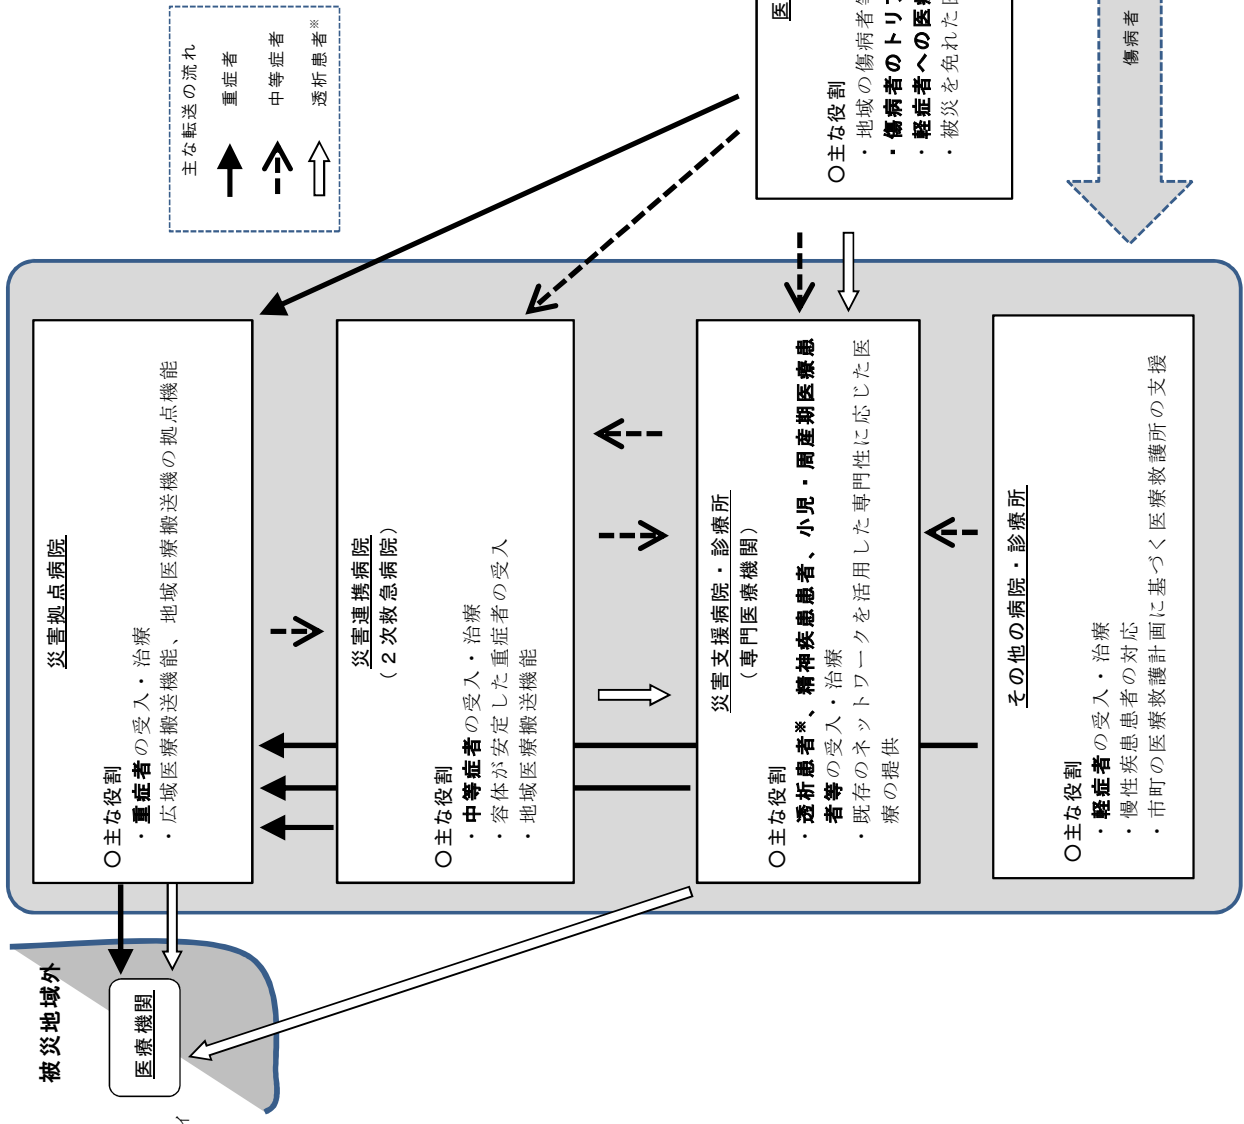 被災地域外
医療機関
災害拠点病院
○主な役割
・重症者の受入・治療
・広域医療搬送機能、地域医療搬送機の拠点機能
災害連携病院
(2次救急病院)
○主な役割
・中等症者の受入・治療
・容体が安定した重症者の受入
・地域医療搬送機能
災害支援病院・診療所
(専門医療機関)
○主な役割
・透析患者※、精神疾患患者、小児・周産期医療患
者等の受入・治療
・既存のネットワークを活用した専門性に応じた医
療の提供
その他の病院・診療所
○主な役割
・軽症者の受入・治療
・慢性疾患患者の対応
・市町の医療救護計画に基づく医療救護所の支援
主な転送の流れ
重症者
中等症者
透析患者※
医
○主な役割
・地域の傷病者等
・傷病者のトリア
・軽症者への医療
・被災を免れた医
傷病者